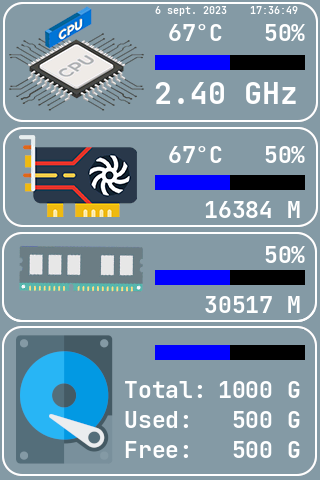 6 sept. 2023 17:36:49
CPU
CPU
67°C 50%
2.40 GHz
67°C 50%
16384 M
50%
30517 M
Total: 1000 G
Used: 500 G
Free: 500 G